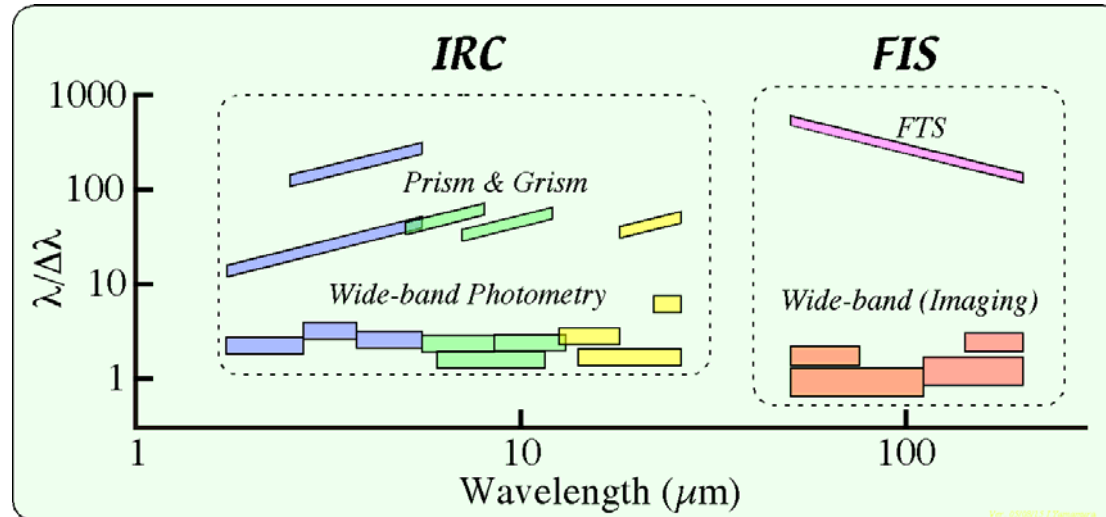 IRC
FIS
1000
100
10
1
λ/Δλ
FTS
Prism & Grism
Wide-band Photometry
Wide-band (Imaging)
1
10
100
Wavelength (μm)